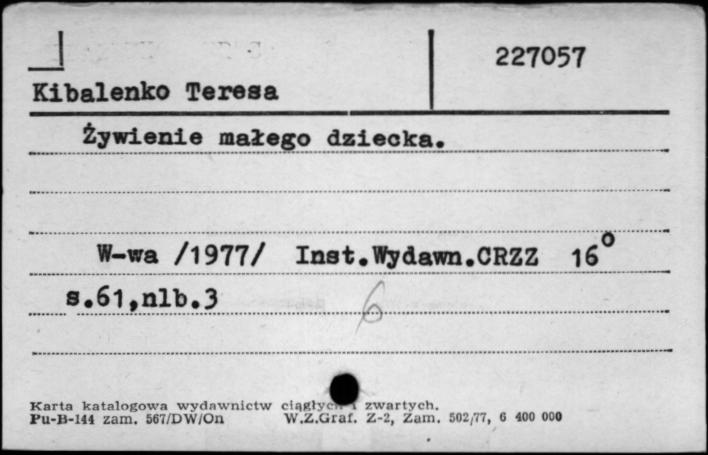 227057
Kibalenko Teresa
Żywienie małego dziecka.
W-wa /1977/ Inst.Wydawn.CRZZ 16°
s.61,nlb.3
6
Karta katalogowa wydawnictw ciągłych i zwartych.
Pu-B-144 zam. 567/DW/On W.Z.Graf. Z-2, Zam. 502/77, 6 400 000